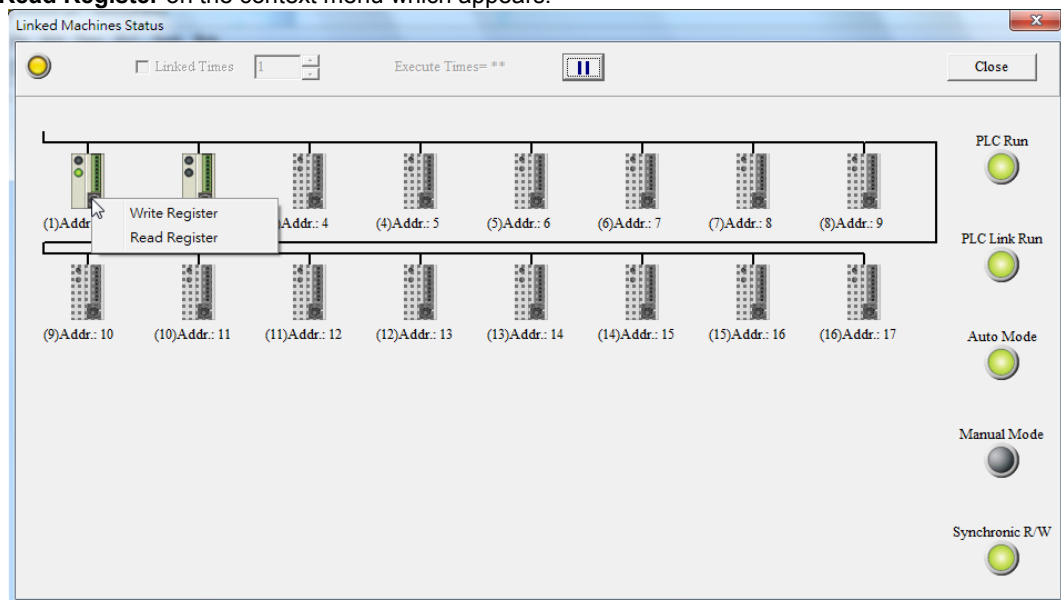 Read Register on the context menu which appears.
Linked Machines Status
Linked Times 1 Execute Times= ** Close
PLC Run
(1)Addr Addr.: 4 (4)Addr.: 5 (5)Addr.: 6 (6)Addr.: 7 (7)Addr.: 8 (8)Addr.: 9
Write Register
Read Register
PLC Link Run
(9)Addr.: 10 (10)Addr.: 11 (11)Addr.: 12 (12)Addr.: 13 (13)Addr.: 14 (14)Addr.: 15 (15)Addr.: 16 (16)Addr.: 17
Auto Mode
Manual Mode
Synchronic R/W